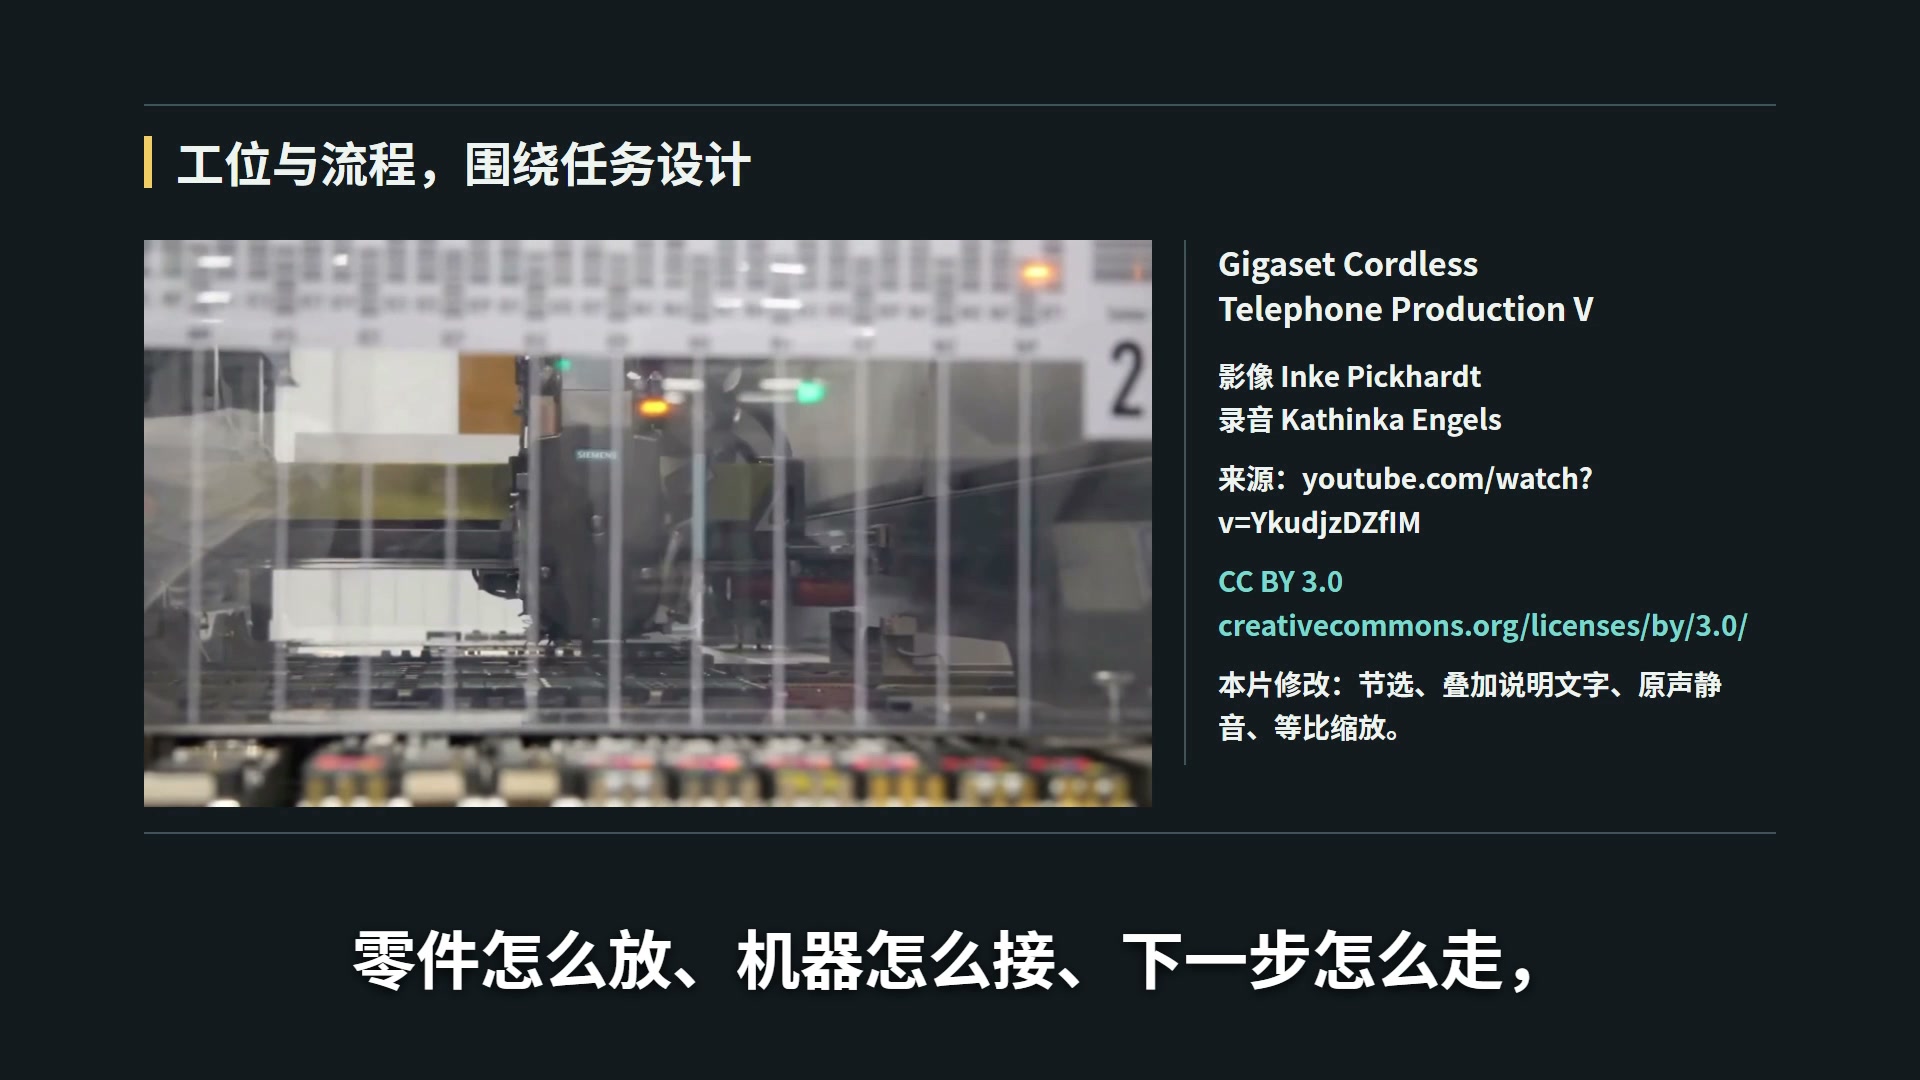 工位与流程，围绕任务设计
2
SIEMENS
Gigaset Cordless
Telephone Production V
影像 Inke Pickhardt
录音 Kathinka Engels
来源：youtube.com/watch?
v=YkudjzDZfIM
CC BY 3.0
creativecommons.org/licenses/by/3.0/
本片修改：节选、叠加说明文字、原声静
音、等比缩放。
零件怎么放、机器怎么接、下一步怎么走，